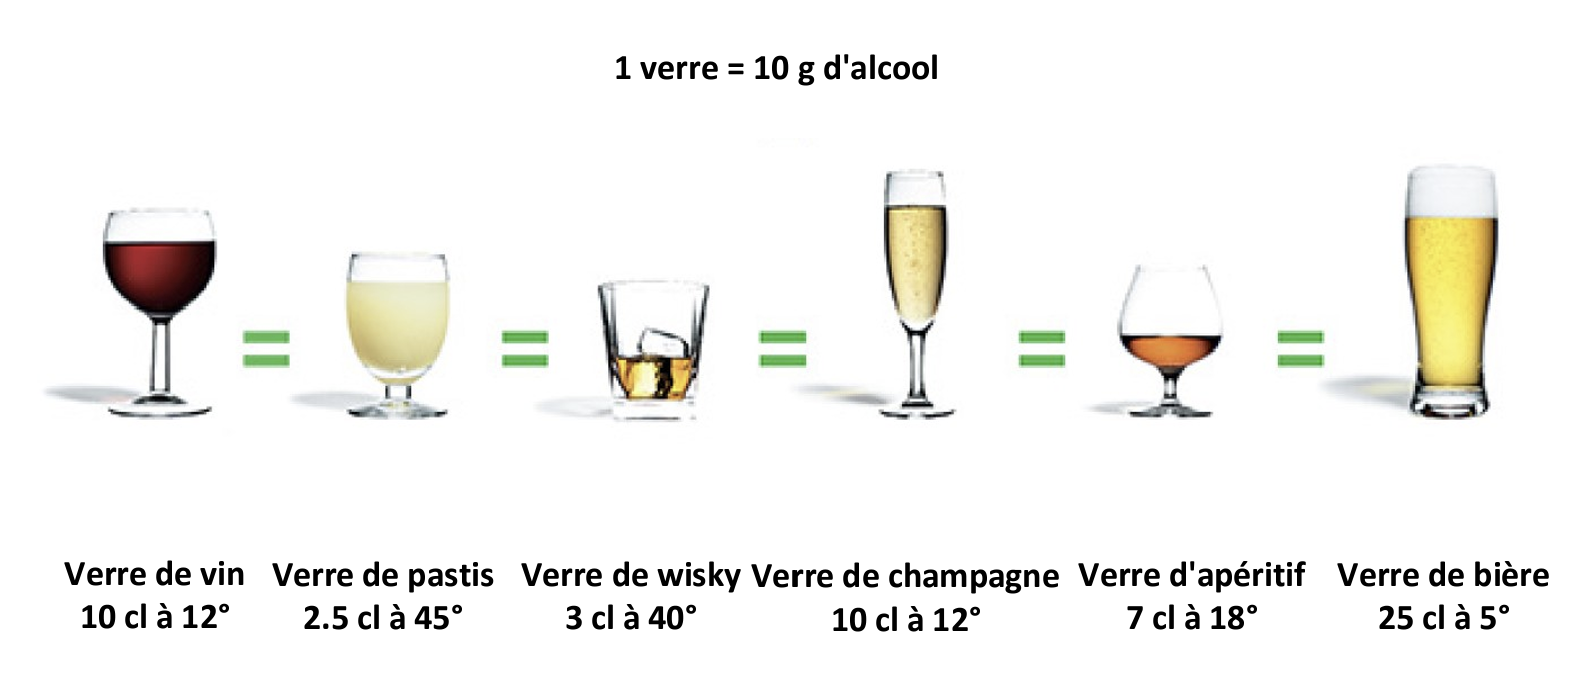 1 verre = 10 g d'alcool
Verre de vin
10 cl à 12°
Verre de pastis
2.5 cl à 45°
Verre de wisky
3 cl à 40°
Verre de champagne
10 cl à 12°
Verre d'apéritif
7 cl à 18°
Verre de bière
25 cl à 5°